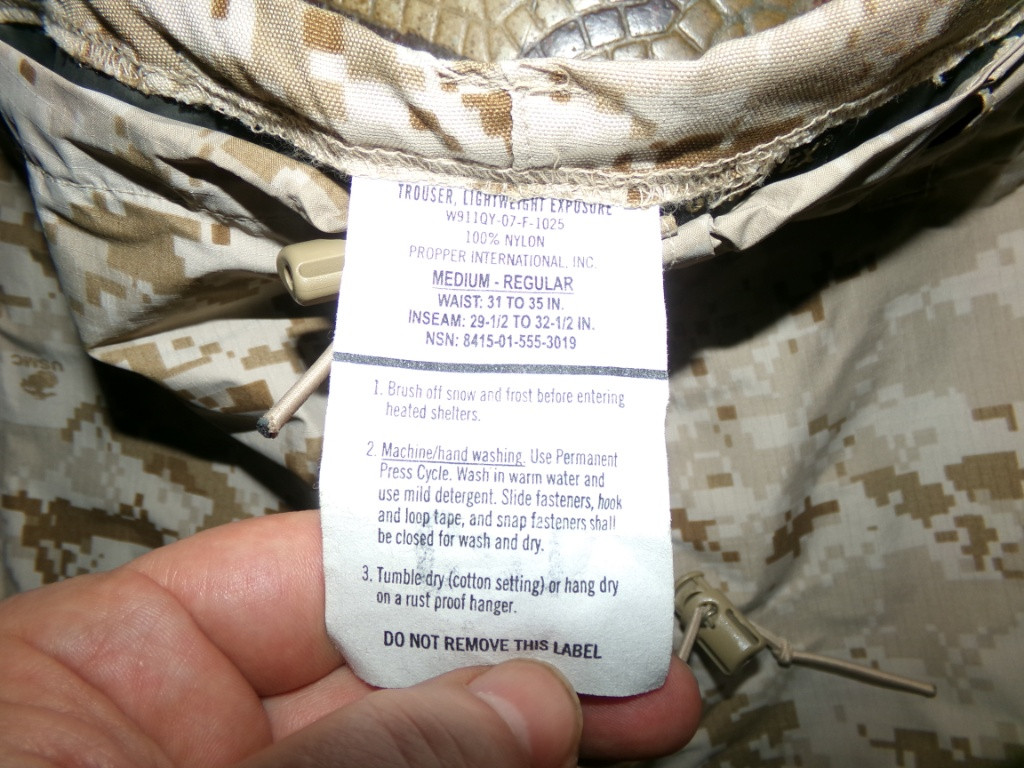 TROUSER, LIGHTWEIGHT EXPOSURE
W911QY-07-F-1025
100% NYLON
PROPPER INTERNATIONAL, INC.
MEDIUM - REGULAR
WAIST: 31 TO 35 IN.
INSEAM: 29-1/2 TO 32-1/2 IN.
NSN: 8415-01-555-3019
1. Brush off snow and frost before entering
heated shelters.
2. Machine/hand washing. Use Permanent
Press Cycle. Wash in warm water and
use mild detergent. Slide fasteners, hook
and loop tape, and snap fasteners shall
be closed for wash and dry.
3. Tumble dry (cotton setting) or hang dry
on a rust proof hanger.
DO NOT REMOVE THIS LABEL
USMC